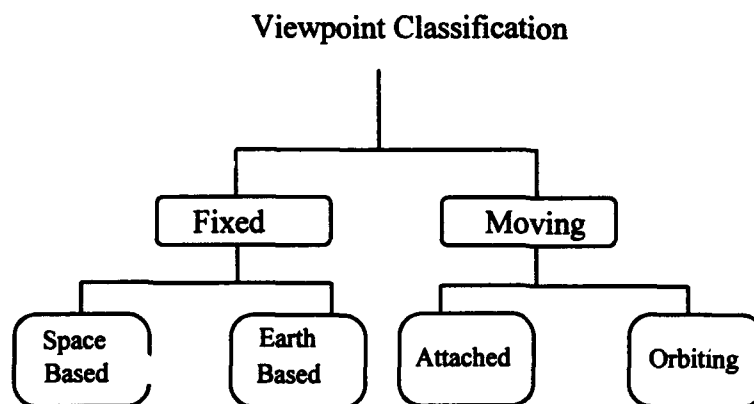 Viewpoint Classification
Fixed
Moving
Space
Based
Earth
Based
Attached
Orbiting